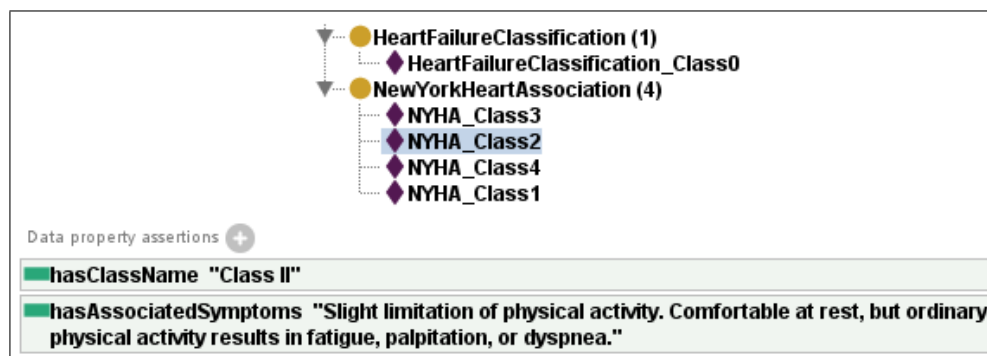 HeartFailureClassification (1)
HeartFailureClassification_Class0
NewYorkHeartAssociation (4)
NYHA_Class3
NYHA_Class2
NYHA_Class4
NYHA_Class1
Data property assertions
hasClassName "Class II"
hasAssociatedSymptoms "Slight limitation of physical activity. Comfortable at rest, but ordinary
physical activity results in fatigue, palpitation, or dyspnea."